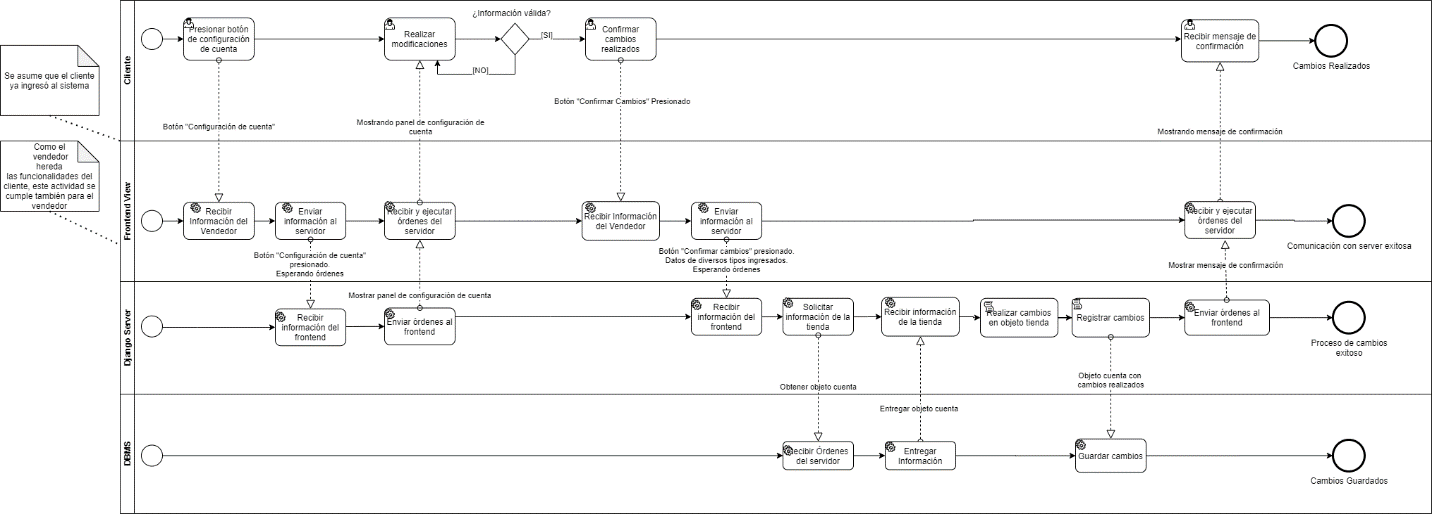 ¿Información válida?
Presionar botón
de configuración
de cuenta
Realizar
modificaciones
[SI]
[NO]
Confirmar
cambios
realizados
Recibir mensaje de
confirmación
Cambios Realizados
Cliente
Se asume que el cliente
ya ingresó al sistema
Botón "Configuración de cuenta"
Mostrando panel de configuración de
cuenta
Botón "Confirmar Cambios" Presionado
Mostrando mensaje de confirmación
Como el
vendedor
hereda
las funcionalidades del
cliente, este actividad se
cumple también para el
vendedor
Frontend View
Recibir
Información del
Vendedor
Enviar
información al
servidor
Recibir y ejecutar
órdenes del
servidor
Recibir Información
del Vendedor
Enviar
información al
servidor
Recibir y ejecutar
órdenes del
servidor
Comunicación con server exitosa
Botón "Configuración de cuenta"
presionado.
Esperando órdenes
Mostrar panel de configuración de cuenta
Botón "Confirmar cambios" presionado.
Datos de diversos tipos ingresados.
Esperando órdenes
Mostrar mensaje de confirmación
Django Server
Recibir
información del
frontend
Enviar órdenes al
frontend
Recibir
información del
frontend
Solicitar
información de la
tienda
Recibir información
de la tienda
Realizar cambios
en objeto tienda
Registrar cambios
Enviar órdenes al
frontend
Proceso de cambios
exitoso
Obtener objeto cuenta
Entregar objeto cuenta
Objeto cuenta con
cambios realizados
DBMS
Recibir Órdenes
del servidor
Entregar
Información
Guardar cambios
Cambios Guardados